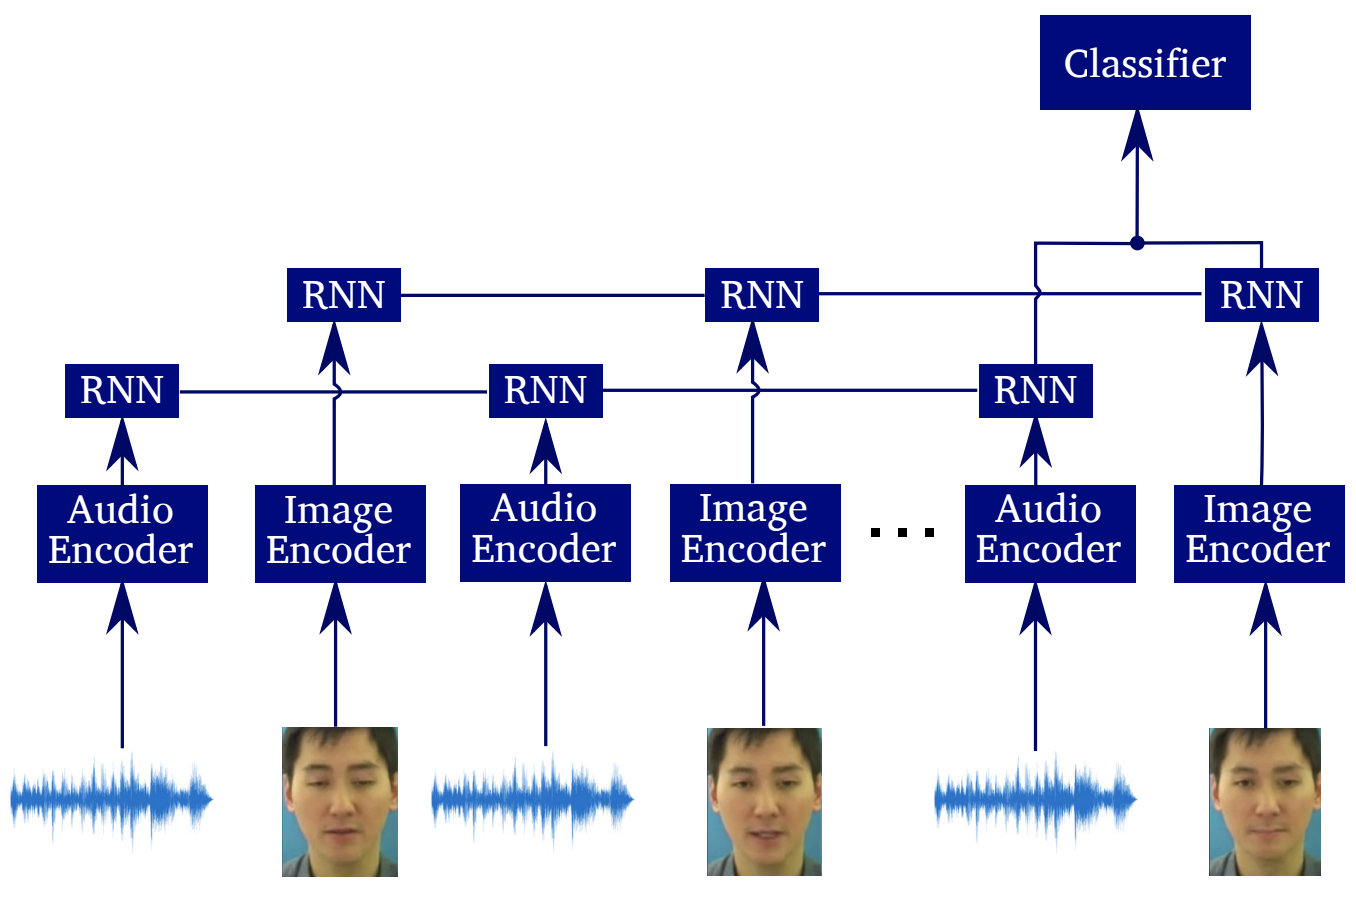 Classifier
RNN
RNN
RNN
RNN
RNN
RNN
Audio
Encoder
Image
Encoder
Audio
Encoder
Image
Encoder
Audio
Encoder
Image
Encoder